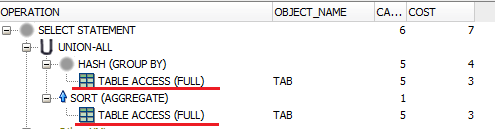 OPERATION OBJECT_NAME CA... COST
SELECT STATEMENT 6 7
UNION-ALL
HASH (GROUP BY) 5 4
TABLE ACCESS (FULL) TAB 5 3
SORT (AGGREGATE) 1
TABLE ACCESS (FULL) TAB 5 3